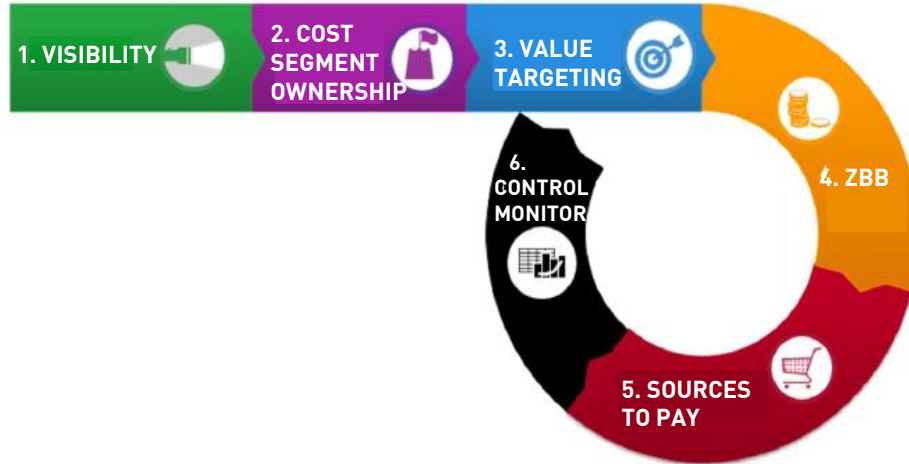 1. VISIBILITY
2. COST
SEGMENT
OWNERSHIP
3. VALUE
TARGETING
4. ZBB
5. SOURCES
TO PAY
6.
CONTROL
MONITOR